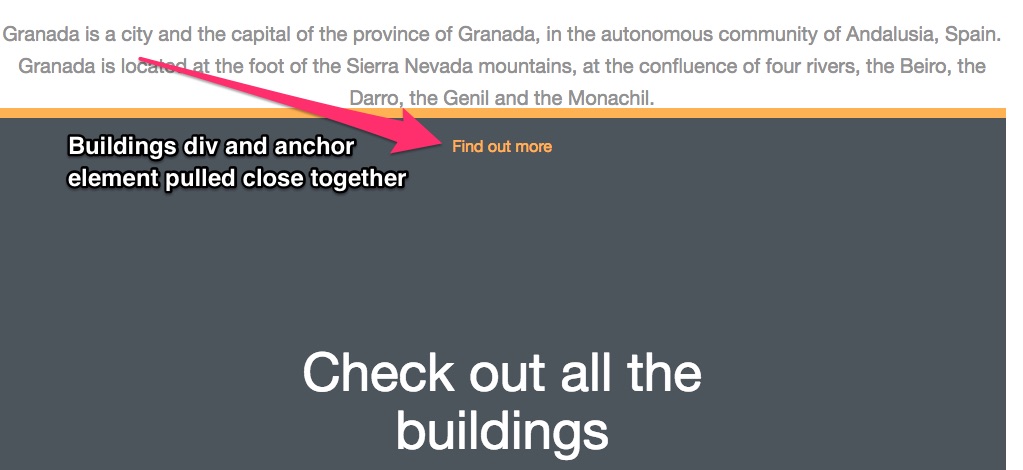 Granada is a city and the capital of the province of Granada, in the autonomous community of Andalusia, Spain.
Granada is located at the foot of the Sierra Nevada mountains, at the confluence of four rivers, the Beiro, the
Darro, the Genil and the Monachil.
Buildings div and anchor
element pulled close together
Find out more
Check out all the
buildings